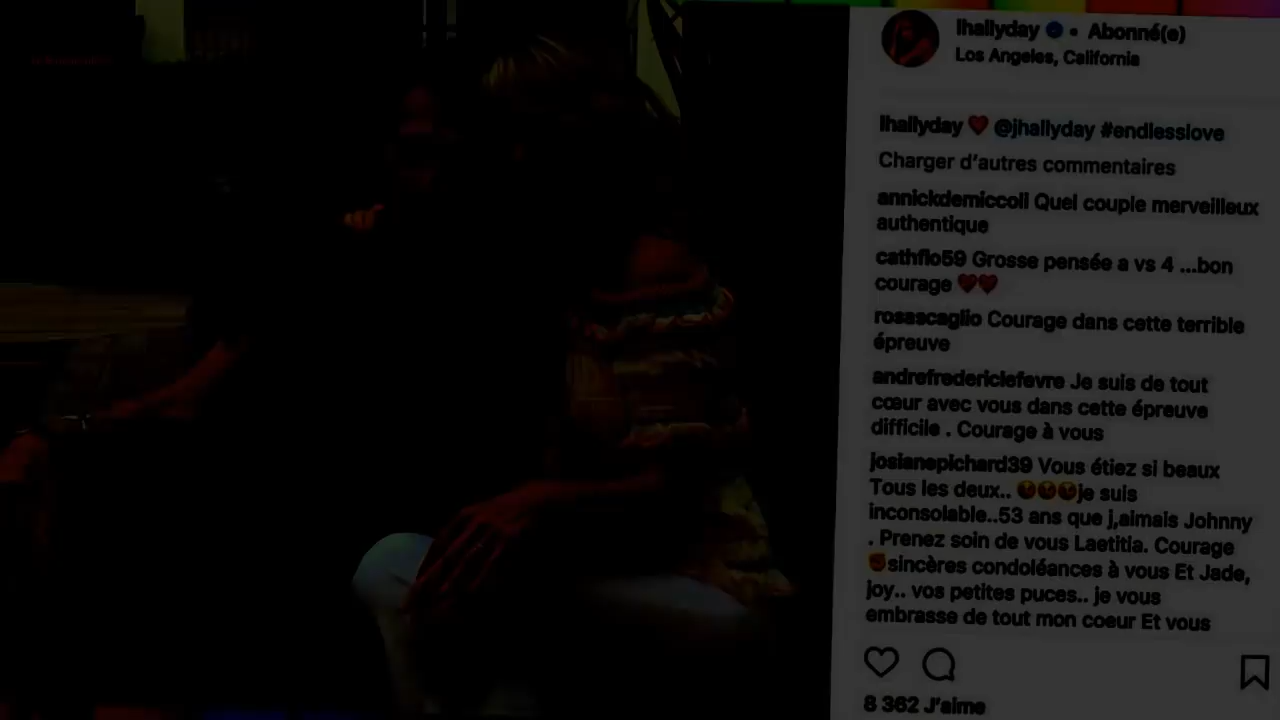 lhallyday • Abonné(e)
Los Angeles, California
lhallyday ❤️ @jhallyday #endlesslove
Charger d'autres commentaires
annickdemiccoli Quel couple merveilleux
authentique
cathflo59 Grosse pensée a vs 4 ...bon
courage ❤️❤️
rosascaglio Courage dans cette terrible
épreuve
andrefredericlefevre Je suis de tout
cœur avec vous dans cette épreuve
difficile . Courage à vous
josianepichard39 Vous étiez si beaux
Tous les deux.. 😡😡😡je suis
inconsolable..53 ans que j,aimais Johnny
. Prenez soin de vous Laetitia. Courage
✊sincères condoléances à vous Et Jade,
joy.. vos petites puces.. je vous
embrasse de tout mon coeur Et vous
8 362 J'aime